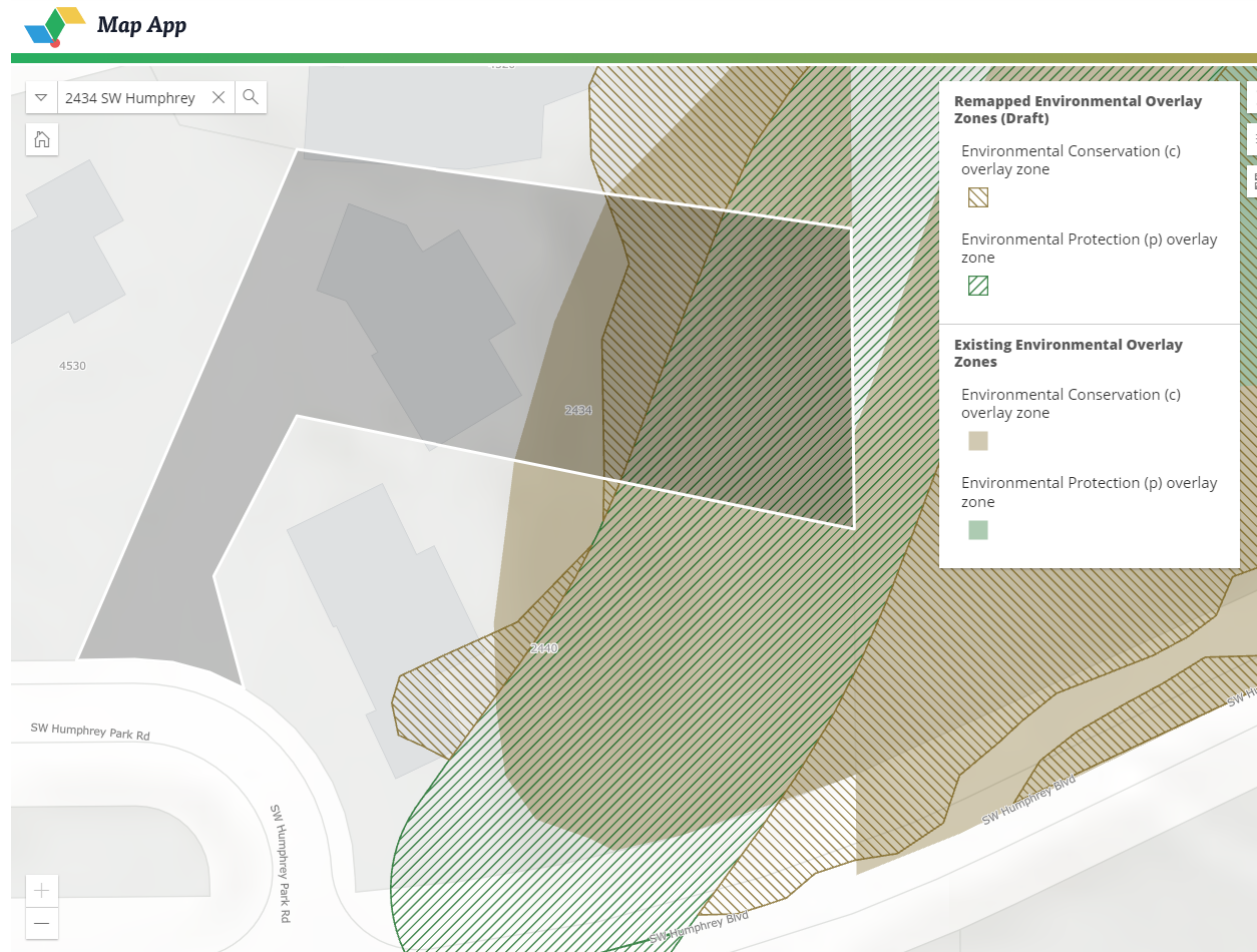 Map App
2434 SW Humphrey
Remapped Environmental Overlay
Zones (Draft)
Environmental Conservation (c)
overlay zone
Environmental Protection (p) overlay
zone
Existing Environmental Overlay
Zones
Environmental Conservation (c)
overlay zone
Environmental Protection (p) overlay
zone
4530
2434
2440
SW Humphrey Park Rd
SW Humphrey Park Rd
SW Humphrey Blvd
SW Humphrey Blvd